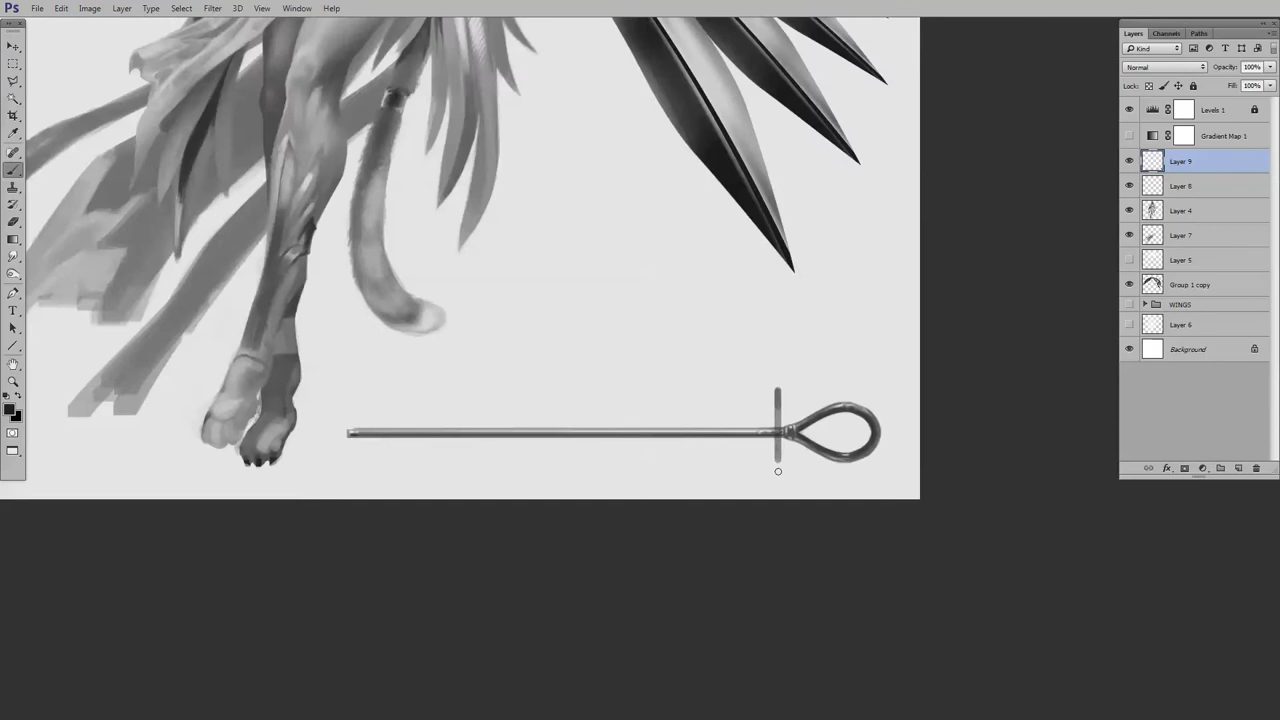 Ps File Edit Image Layer Type Select Filter 3D View Window Help
Layers Channels Paths
Kind
Normal Opacity: 100%
Lock: Fill: 100%
Levels 1
Gradient Map 1
Layer 9
Layer 8
Layer 4
Layer 7
Layer 5
Group 1 copy
WINGS
Layer 6
Background